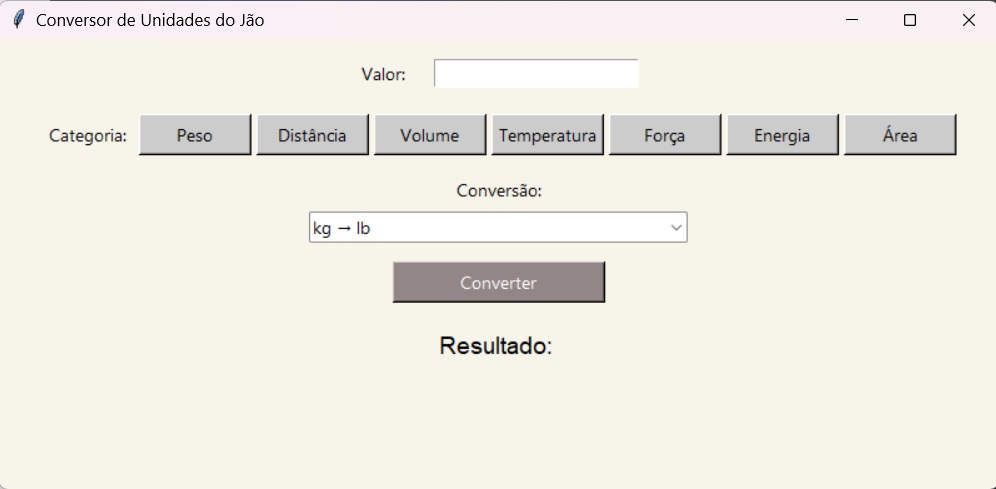 Conversor de Unidades do Jão
Valor:
Categoria: Peso Distância Volume Temperatura Força Energia Área
Conversão:
kg → lb
Converter
Resultado: